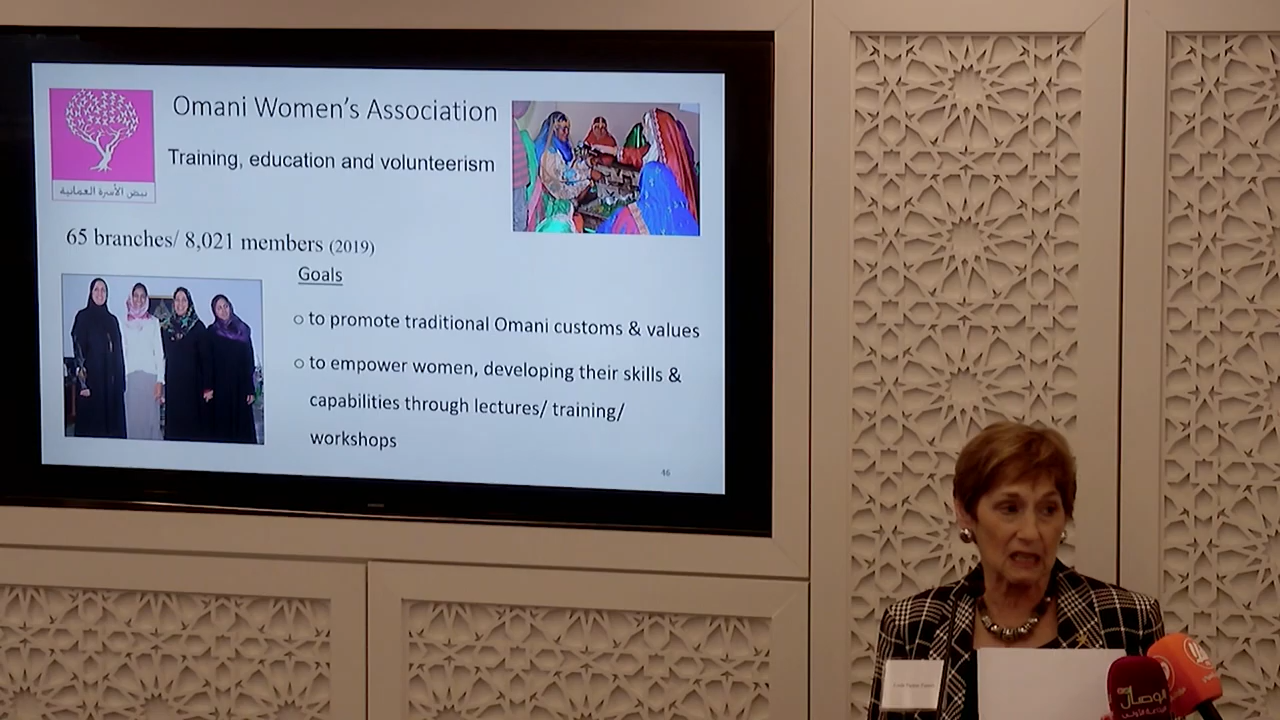 Omani Women's Association
Training, education and volunteerism
نبض الأسرة العمانية
65 branches/ 8,021 members (2019)
Goals
○ to promote traditional Omani customs & values
○ to empower women, developing their skills &
capabilities through lectures/ training/
workshops
46
الوصال